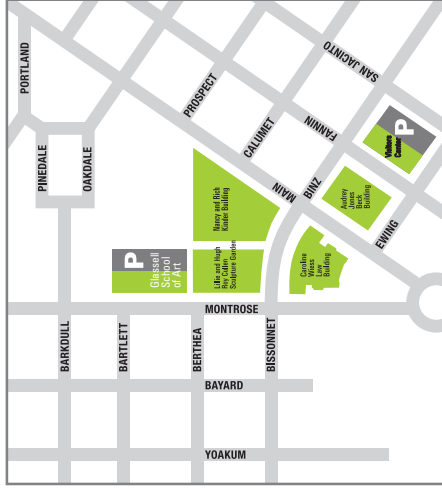 PORTLAND
PINEDALE
OAKDALE
PROSPECT
CALUMET
SAN JACINTO
FANNIN
MAIN
BINZ
EWING
Visitors
Center
P
Audrey
Jones
Beck
Building
Nancy and Rich
Kinder Building
Lillie and Hugh
Roy Cullen
Sculpture Garden
Caroline
Wiess
Law
Building
P
Glassell
School
of Art
MONTROSE
BARKDULL
BARTLETT
BERTHEA
BISSONNET
BAYARD
YOAKUM